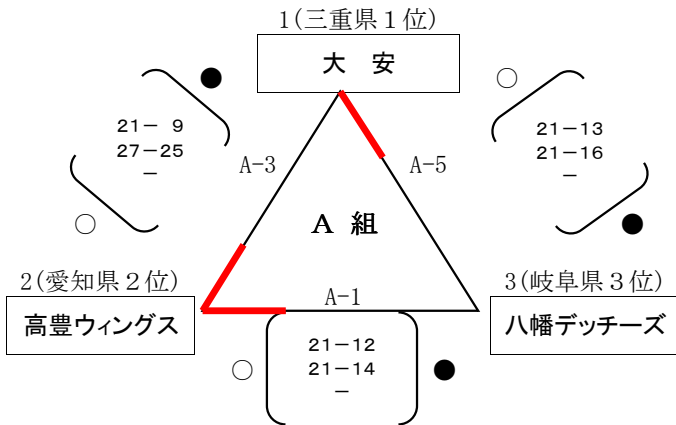 1(三重県1位)
大 安
●
○
21- 9
27-25
-
21-13
21-16
-
A-3
A-5
○
●
A 組
2(愛知県2位)
3(岐阜県3位)
高豊ウィングス
A-1
八幡デッチーズ
21-12
21-14
-
○
●